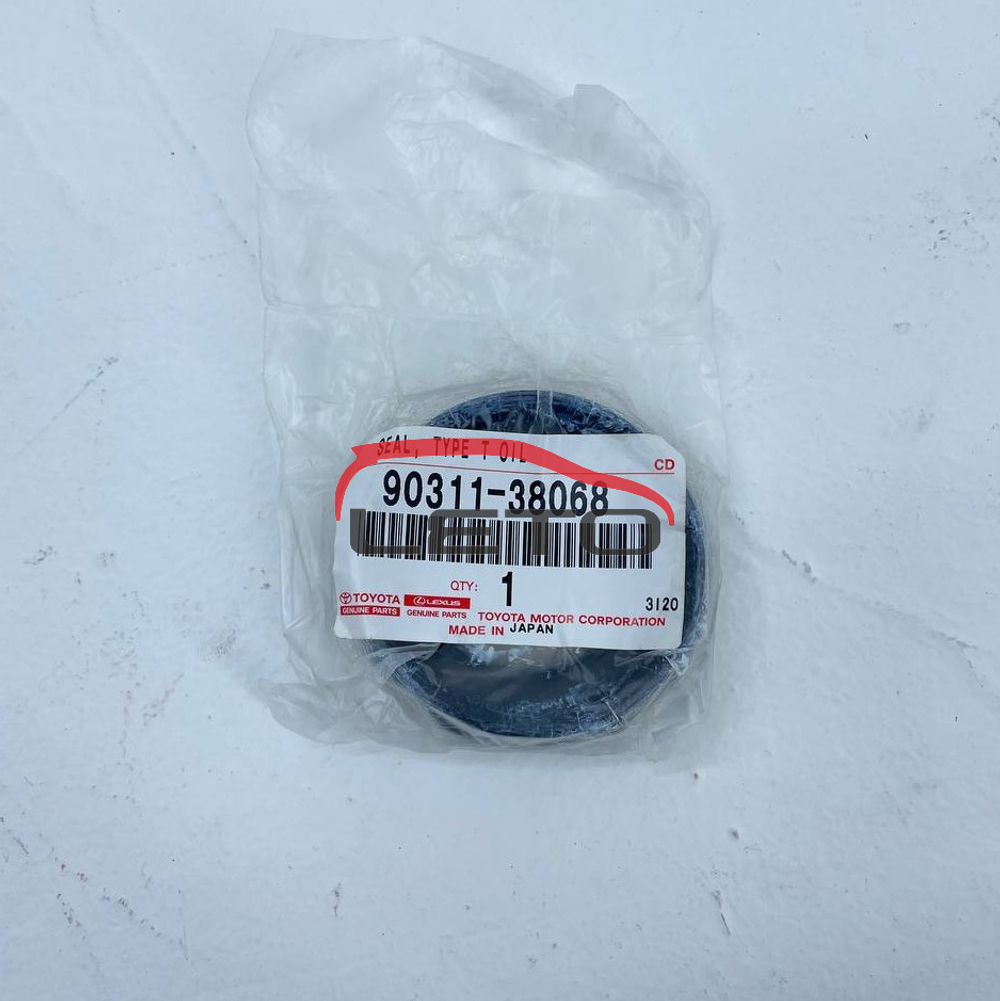 SEAL, TYPE T OIL
CD
90311-38068
LETO
QTY: 1
TOYOTA LEXUS 3120
GENUINE PARTS GENUINE PARTS TOYOTA MOTOR CORPORATION
MADE IN JAPAN